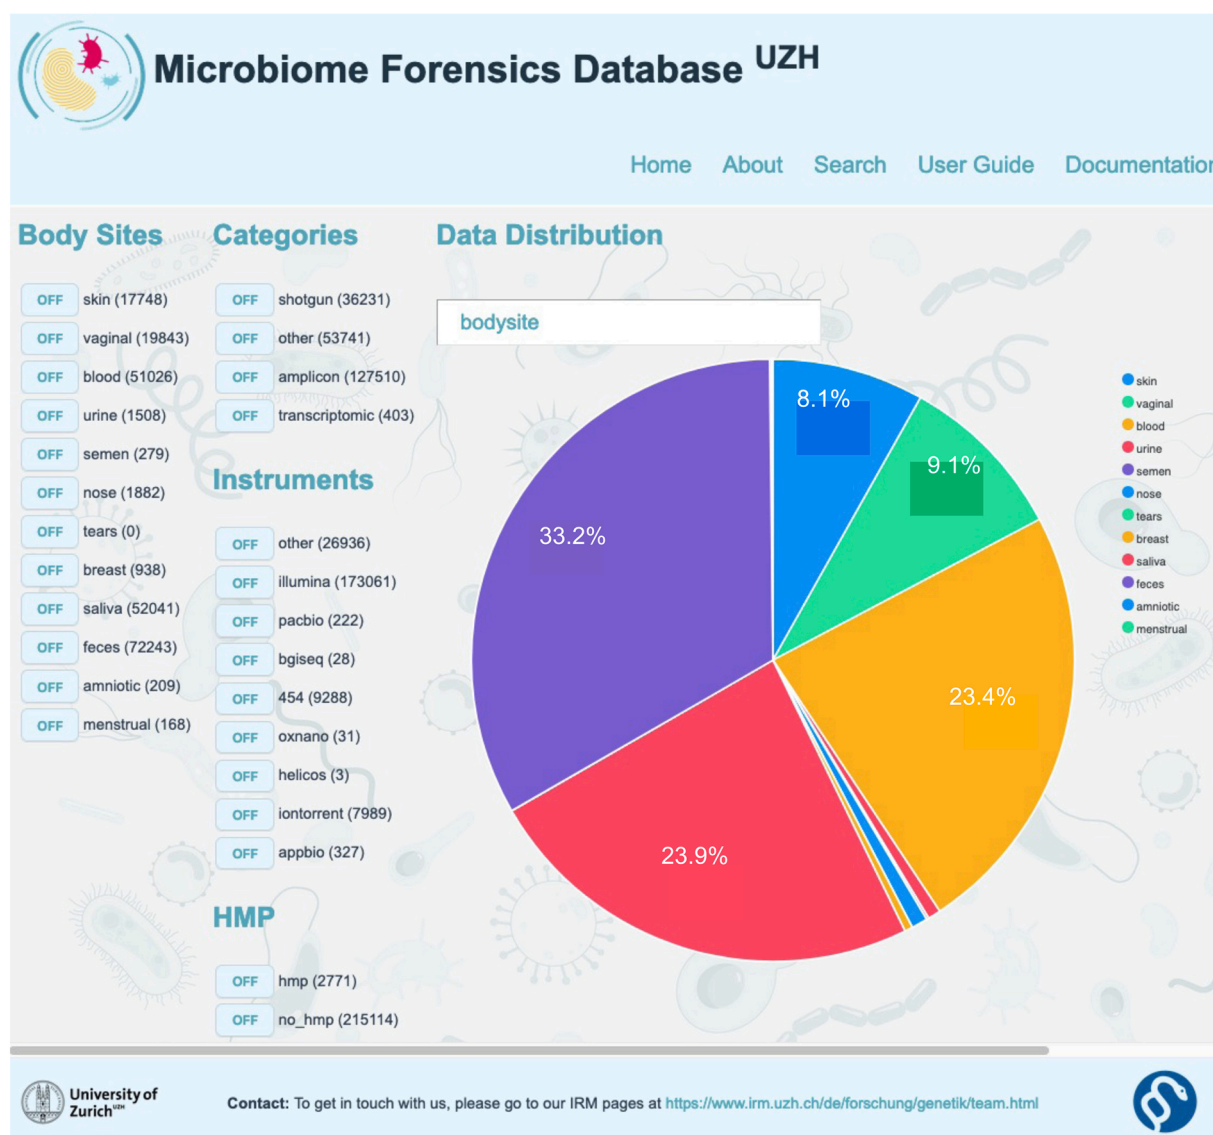 Microbiome Forensics Database UZH
Home About Search User Guide Documentation
Body Sites
OFF skin (17748)
OFF vaginal (19843)
OFF blood (51026)
OFF urine (1508)
OFF semen (279)
OFF nose (1882)
OFF tears (0)
OFF breast (938)
OFF saliva (52041)
OFF feces (72243)
OFF amniotic (209)
OFF menstrual (168)
Categories
OFF shotgun (36231)
OFF other (53741)
OFF amplicon (127510)
OFF transcriptomic (403)
Instruments
OFF other (26936)
OFF illumina (173061)
OFF pacbio (222)
OFF bgiseq (28)
OFF 454 (9288)
OFF oxnano (31)
OFF helicos (3)
OFF iontorrent (7989)
OFF appbio (327)
HMP
OFF hmp (2771)
OFF no_hmp (215114)
Data Distribution
bodysite
8.1%
9.1%
33.2%
23.4%
23.9%
skin
vaginal
blood
urine
semen
nose
tears
breast
saliva
feces
amniotic
menstrual
University of
Zurich UZH
Contact: To get in touch with us, please go to our IRM pages at https://www.irm.uzh.ch/de/forschung/genetik/team.html